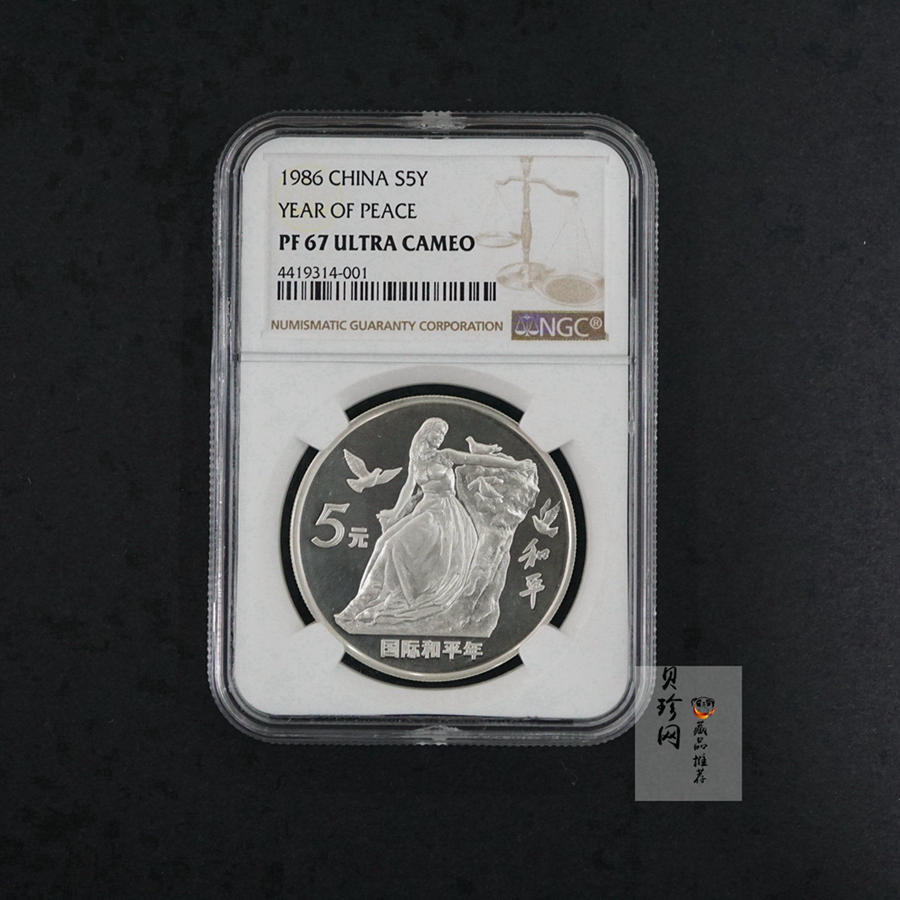 1986 CHINA S5Y
YEAR OF PEACE
PF 67 ULTRA CAMEO
4419314-001
NUMISMATIC GUARANTY CORPORATION
NGC®
5元
和平
国际和平年
贝珍网
藏品推荐